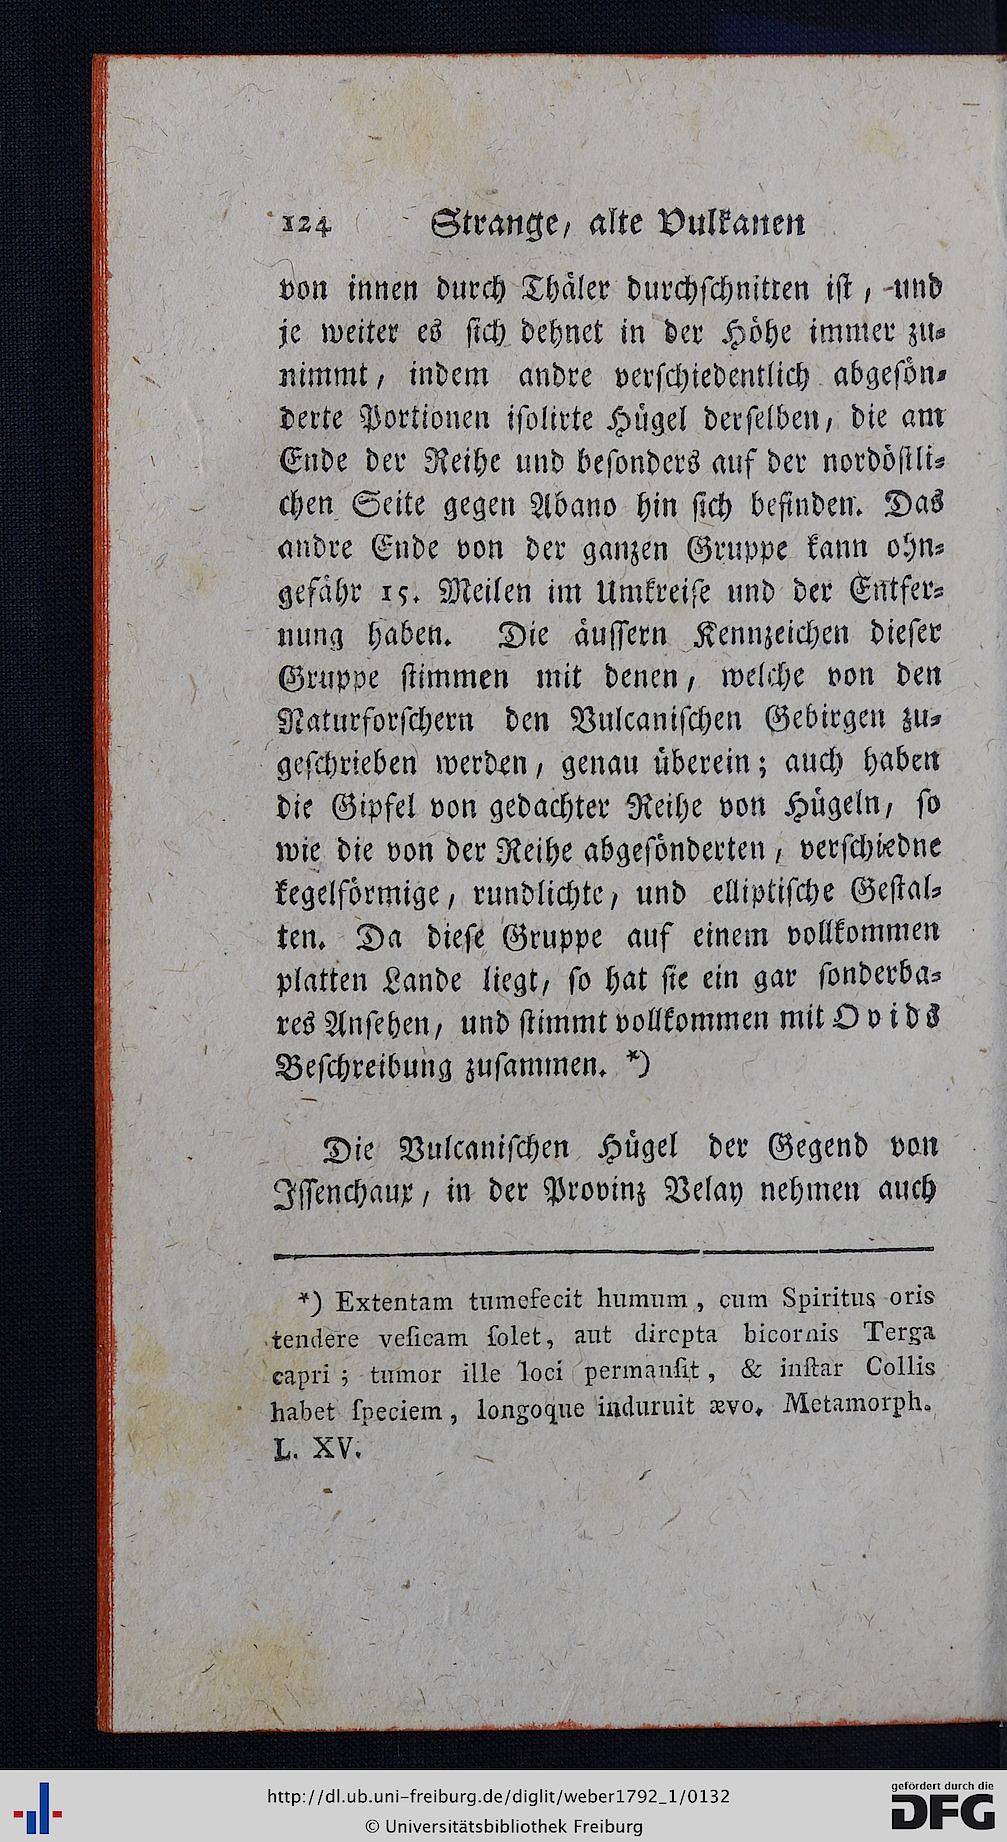 124 Strange, alte Vulkanen
von innen durch Thäler durchſchnitten iſt, und
je weiter es ſich dehnet in der Höhe immer zu⸗
nimmt, indem andre verſchiedentlich abgeſön⸗
derte Portionen iſolirte Hügel derſelben, die am
Ende der Reihe und beſonders auf der nordöſtli⸗
chen Seite gegen Abano hin ſich befinden. Das
andre Ende von der ganzen Gruppe kann ohn⸗
gefähr 15. Meilen im Umkreiſe und der Entfer⸗
nung haben. Die äuſſern Kennzeichen dieſer
Gruppe ſtimmen mit denen, welche von den
Naturforſchern den Vulcaniſchen Gebirgen zu⸗
geſchrieben werden, genau überein; auch haben
die Gipfel von gedachter Reihe von Hügeln, ſo
wie die von der Reihe abgeſönderten, verſchiedne
kegelförmige, rundlichte, und elliptiſche Geſtal⸗
ten. Da dieſe Gruppe auf einem vollkommen
platten Lande liegt, ſo hat ſie ein gar ſonderba⸗
res Anſehen, und ſtimmt vollkommen mit Ovids
Beſchreibung zuſammen. *)
Die Vulcaniſchen Hügel der Gegend von
Iſſenchaux, in der Provinz Velay nehmen auch
*) Extentam tumefecit humum, cum Spiritus oris
tendere veſicam ſolet, aut direpta bicornis Terga
capri; tumor ille loci permanſit, & inſtar Collis
habet ſpeciem, longoque induruit ævo. Metamorph.
L. XV.
http://dl.ub.uni-freiburg.de/diglit/weber1792_1/0132
© Universitätsbibliothek Freiburg
gefördert durch die
DFG